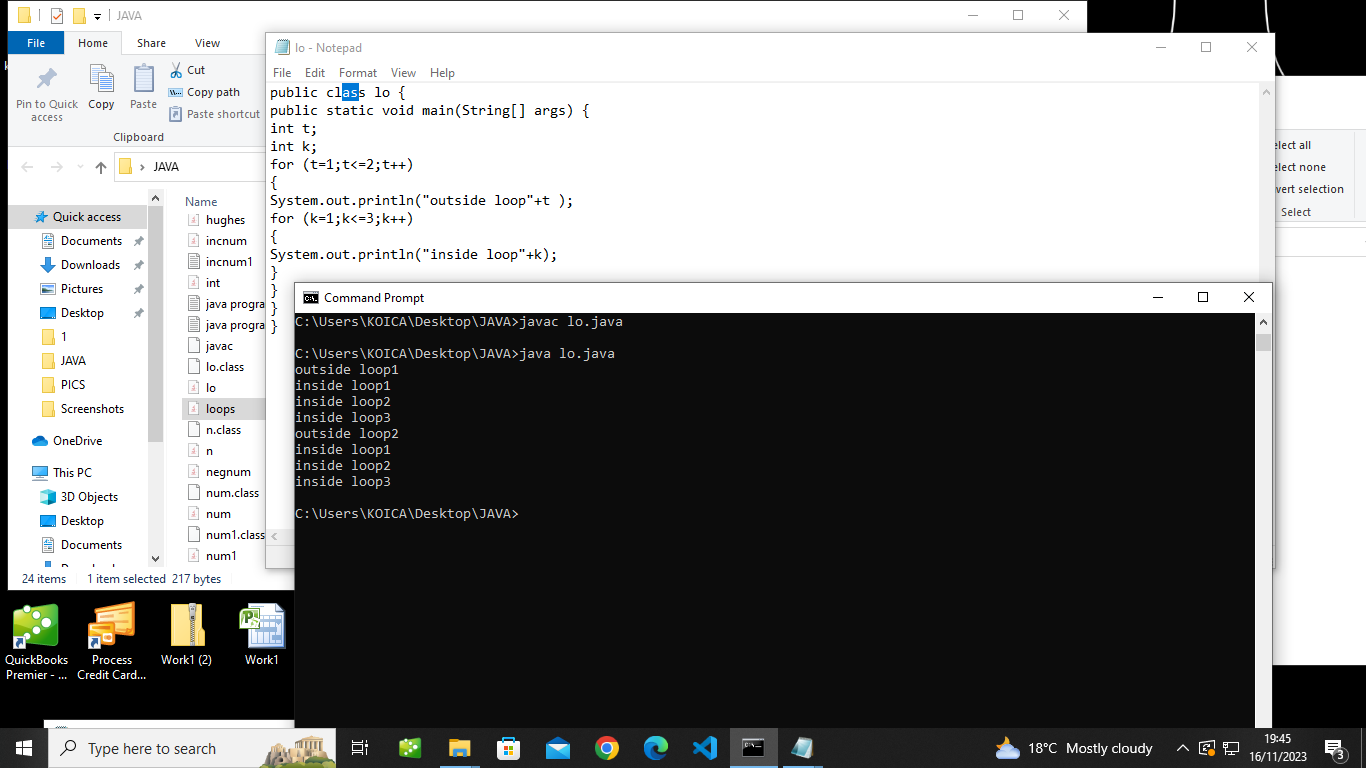 JAVA
File Home Share View
Pin to Quick access
Copy
Paste
Cut
Copy path
Paste shortcut
Clipboard
JAVA
Quick access
Documents
Downloads
Pictures
Desktop
1
JAVA
PICS
Screenshots
OneDrive
This PC
3D Objects
Desktop
Documents
Name
hughes
incnum
incnum1
int
java progra
java progra
javac
lo.class
lo
loops
n.class
n
negnum
num.class
num
num1.class
num1
24 items 1 item selected 217 bytes
lo - Notepad
File Edit Format View Help
public class lo {
public static void main(String[] args) {
int t;
int k;
for (t=1;t<=2;t++)
{
System.out.println("outside loop"+t );
for (k=1;k<=3;k++)
{
System.out.println("inside loop"+k);
}
}
}
}
elect all
elect none
vert selection
Select
Command Prompt
C:\Users\KOICA\Desktop\JAVA>javac lo.java
C:\Users\KOICA\Desktop\JAVA>java lo.java
outside loop1
inside loop1
inside loop2
inside loop3
outside loop2
inside loop1
inside loop2
inside loop3
C:\Users\KOICA\Desktop\JAVA>
QuickBooks
Premier - ...
Process
Credit Card...
Work1 (2)
Work1
Type here to search
18°C Mostly cloudy
19:45
16/11/2023
3